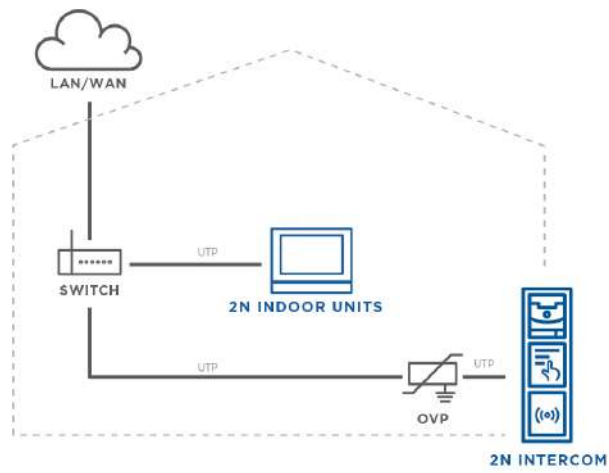 LAN/WAN
UTP
SWITCH
2N INDOOR UNITS
UTP
UTP
OVP
2N INTERCOM